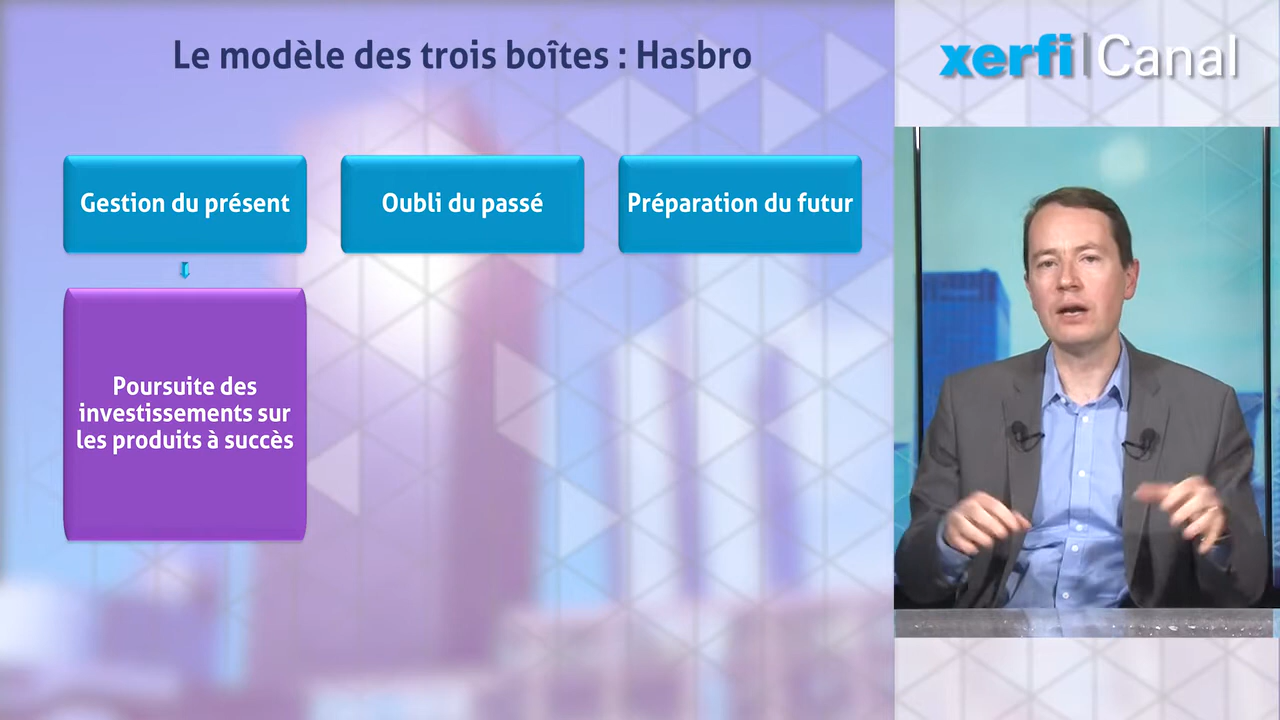 Le modèle des trois boîtes : Hasbro
xerfi Canal
Gestion du présent
Oubli du passé
Préparation du futur
Poursuite des
investissements sur
les produits à succès